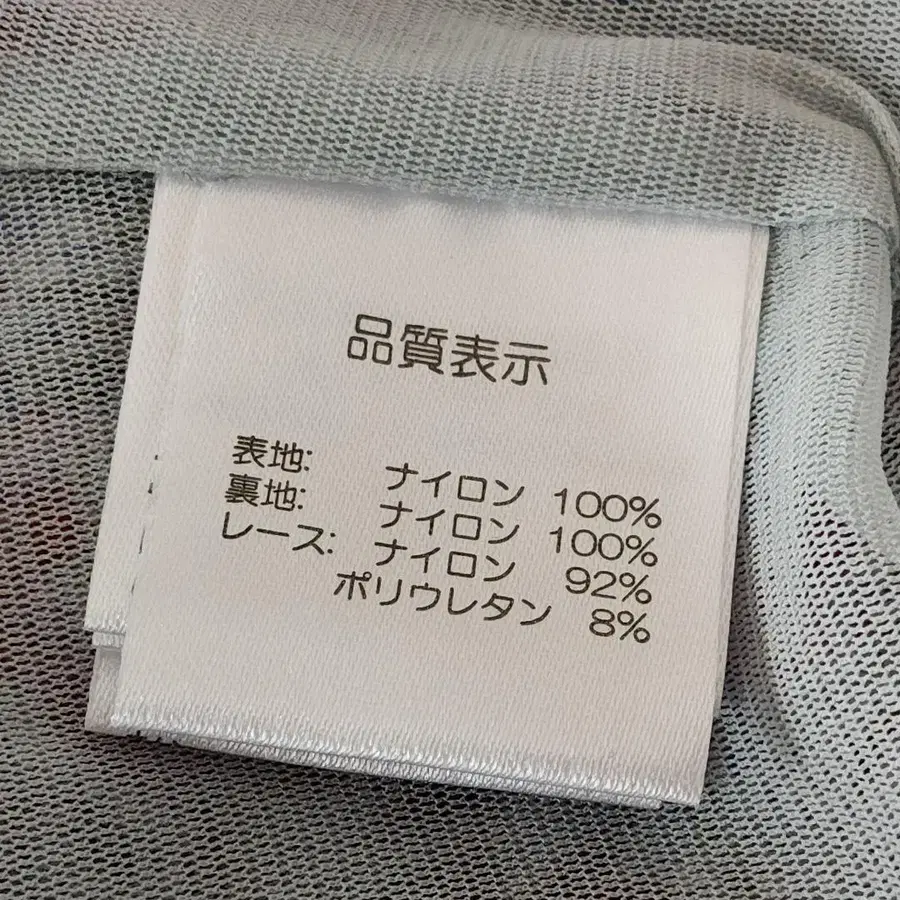 品質表示
表地: ナイロン 100%
裏地: ナイロン 100%
レース: ナイロン 92%
ポリウレタン 8%